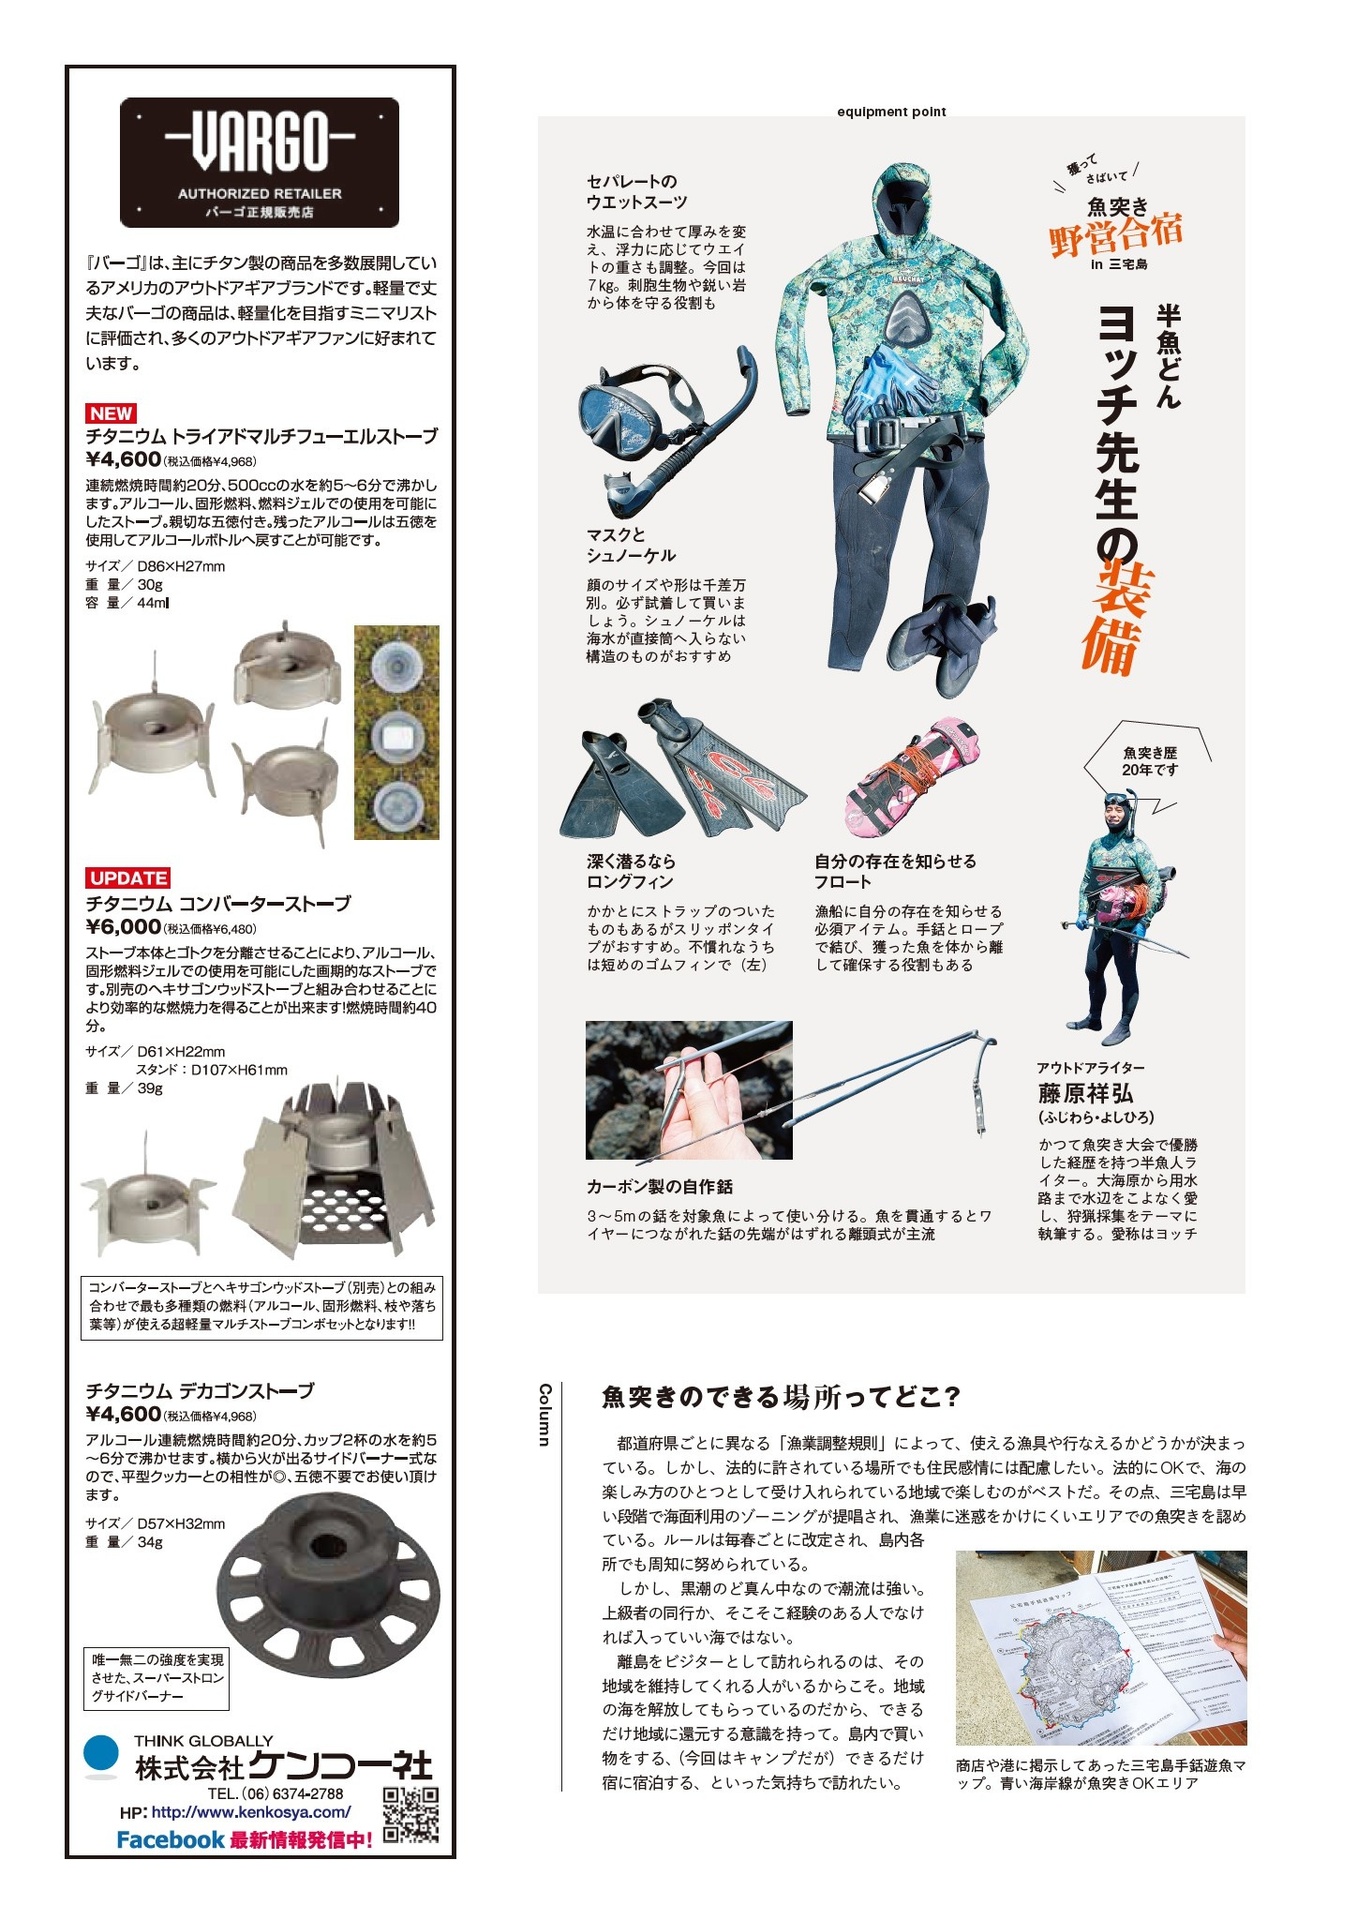 VARGO
AUTHORIZED RETAILER
バーゴ正規販売店
『バーゴ』は、主にチタン製の商品を多数展開してい
るアメリカのアウトドアギアブランドです。軽量で丈
夫なバーゴの商品は、軽量化を目指すミニマリスト
に評価され、多くのアウトドアギアファンに好まれて
います。
NEW
チタニウム トライアドマルチフューエルストーブ
¥4,600(税込価格¥4,968)
連続燃焼時間約20分、500ccの水を約5〜6分で沸かし
ます。アルコール、固形燃料、燃料ジェルでの使用を可能に
したストーブ。親切な五徳付き。残ったアルコールは五徳を
使用してアルコールボトルへ戻すことが可能です。
サイズ／ D86×H27mm
重 量／ 30g
容 量／ 44ml
UPDATE
チタニウム コンバーターストーブ
¥6,000(税込価格¥6,480)
ストーブ本体とゴトクを分離させることにより、アルコール、
固形燃料ジェルでの使用を可能にした画期的なストーブで
す。別売のヘキサゴンウッドストーブと組み合わせることに
より効率的な燃焼力を得ることが出来ます!燃焼時間約40
分。
サイズ／ D61×H22mm
スタンド：D107×H61mm
重 量／ 39g
コンバーターストーブとヘキサゴンウッドストーブ（別売）との組み
合わせで最も多種類の燃料（アルコール、固形燃料、枝や落ち
葉等）が使える超軽量マルチストーブコンボセットとなります!!
チタニウム デカゴンストーブ
¥4,600(税込価格¥4,968)
アルコール連続燃焼時間約20分、カップ2杯の水を約5
〜6分で沸かせます。横から火が出るサイドバーナー式な
ので、平型クッカーとの相性が◎、五徳不要でお使い頂け
ます。
サイズ／ D57×H32mm
重 量／ 34g
唯一無二の強度を実現
させた、スーパーストロン
グサイドバーナー
THINK GLOBALLY
株式会社ケンコー社
TEL.(06)6374-2788
HP：http://www.kenkosya.com/
Facebook 最新情報発信中!
equipment point
獲って
さばいて
魚突き
野営合宿
in 三宅島
半魚どん
ヨッチ先生の装備
セパレートの
ウエットスーツ
水温に合わせて厚みを変
え、浮力に応じてウエイ
トの重さも調整。今回は
7kg。刺胞生物や鋭い岩
から体を守る役割も
BEUCHAT
マスクと
シュノーケル
顔のサイズや形は千差万
別。必ず試着して買いま
しょう。シュノーケルは
海水が直接筒へ入らない
構造のものがおすすめ
C4
深く潜るなら
ロングフィン
かかとにストラップのついた
ものもあるがスリッポンタイ
プがおすすめ。不慣れなうち
は短めのゴムフィンで（左）
自分の存在を知らせる
フロート
漁船に自分の存在を知らせる
必須アイテム。手銛とロープ
で結び、獲った魚を体から離
して確保する役割もある
カーボン製の自作銛
3〜5mの銛を対象魚によって使い分ける。魚を貫通するとワ
イヤーにつながれた銛の先端がはずれる離頭式が主流
魚突き歴
20年です
アウトドアライター
藤原祥弘
(ふじわら・よしひろ)
かつて魚突き大会で優勝
した経歴を持つ半魚人ラ
イター。大海原から用水
路まで水辺をこよなく愛
し、狩猟採集をテーマに
執筆する。愛称はヨッチ
Column
魚突きのできる場所ってどこ?
都道府県ごとに異なる「漁業調整規則」によって、使える漁具や行なえるかどうかが決まっ
ている。しかし、法的に許されている場所でも住民感情には配慮したい。法的にOKで、海の
楽しみ方のひとつとして受け入れられている地域で楽しむのがベストだ。その点、三宅島は早
い段階で海面利用のゾーニングが提唱され、漁業に迷惑をかけにくいエリアでの魚突きを認め
ている。ルールは毎春ごとに改定され、島内各
所でも周知に努められている。
しかし、黒潮のど真ん中なので潮流は強い。
上級者の同行か、そこそこ経験のある人でなけ
れば入っていい海ではない。
離島をビジターとして訪れられるのは、その
地域を維持してくれる人がいるからこそ。地域
の海を解放してもらっているのだから、できる
だけ地域に還元する意識を持って。島内で買い
物をする、（今回はキャンプだが）できるだけ
宿に宿泊する、といった気持ちで訪れたい。
三宅島手銛遊漁マップ
商店や港に掲示してあった三宅島手銛遊漁マ
ップ。青い海岸線が魚突きOKエリア